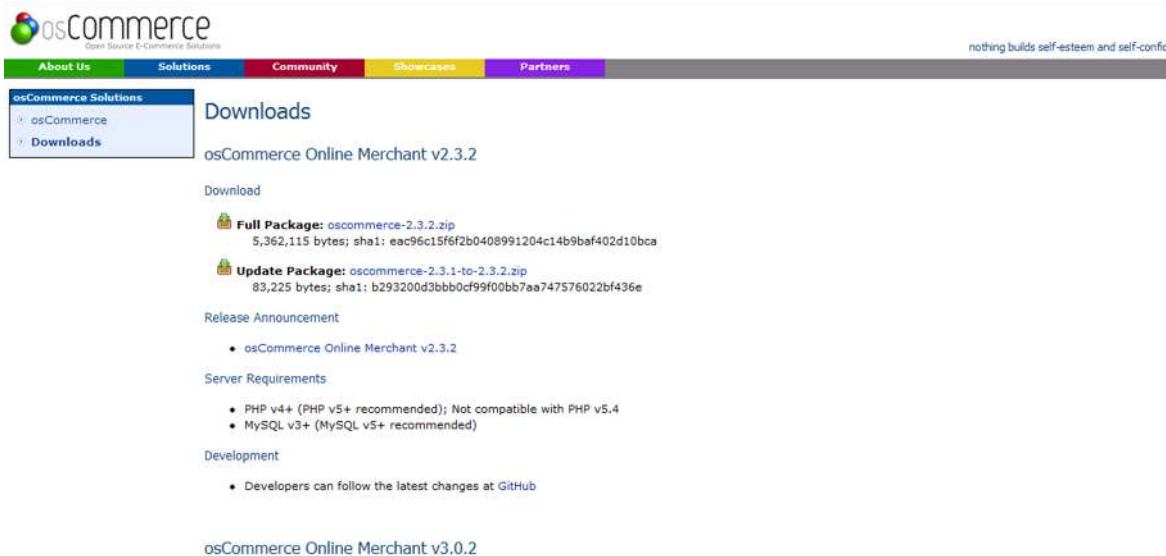 osCommerce
Open Source E-Commerce Solutions
nothing builds self-esteem and self-confid
About Us Solutions Community Showcases Partners
osCommerce Solutions
osCommerce
Downloads
Downloads
osCommerce Online Merchant v2.3.2
Download
Full Package: oscommerce-2.3.2.zip
5,362,115 bytes; sha1: eac96c15f6f2b0408991204c14b9baf402d10bca
Update Package: oscommerce-2.3.1-to-2.3.2.zip
83,225 bytes; sha1: b293200d3bbb0cf99f00bb7aa747576022bf436e
Release Announcement
• osCommerce Online Merchant v2.3.2
Server Requirements
• PHP v4+ (PHP v5+ recommended); Not compatible with PHP v5.4
• MySQL v3+ (MySQL v5+ recommended)
Development
• Developers can follow the latest changes at GitHub
osCommerce Online Merchant v3.0.2